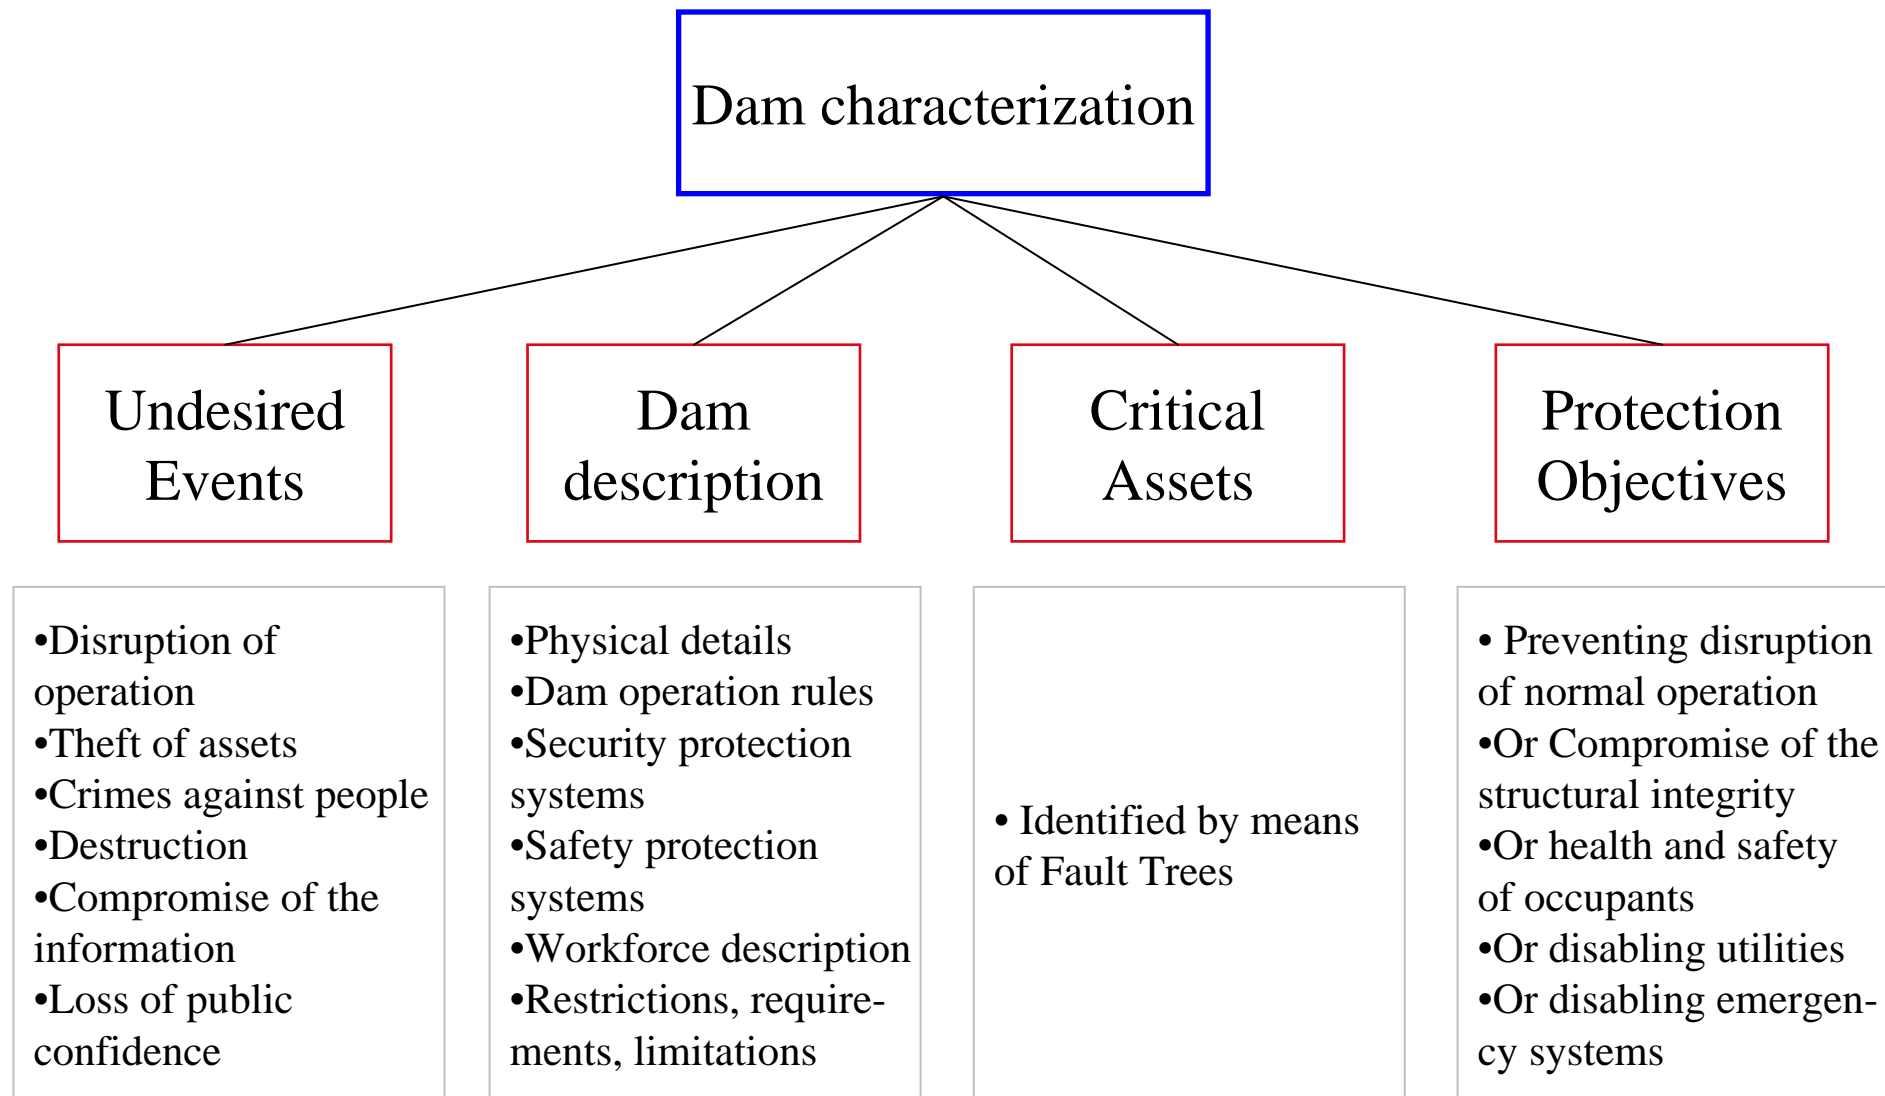 Dam characterization
Undesired
Events
Dam
description
Critical
Assets
Protection
Objectives
•Disruption of
operation
•Theft of assets
•Crimes against people
•Destruction
•Compromise of the
information
•Loss of public
confidence
•Physical details
•Dam operation rules
•Security protection
systems
•Safety protection
systems
•Workforce description
•Restrictions, require-
ments, limitations
• Identified by means
of Fault Trees
• Preventing disruption
of normal operation
•Or Compromise of the
structural integrity
•Or health and safety
of occupants
•Or disabling utilities
•Or disabling emergen-
cy systems